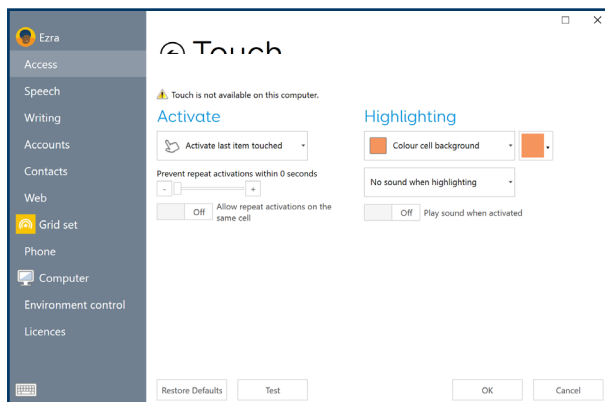 Ezra
Access
Speech
Writing
Accounts
Contacts
Web
Grid set
Phone
Computer
Environment control
Licences
Touch
Touch is not available on this computer.
Activate
Activate last item touched
Prevent repeat activations within 0 seconds
- +
Off Allow repeat activations on the
same cell
Highlighting
Colour cell background
No sound when highlighting
Off Play sound when activated
Restore Defaults Test OK Cancel